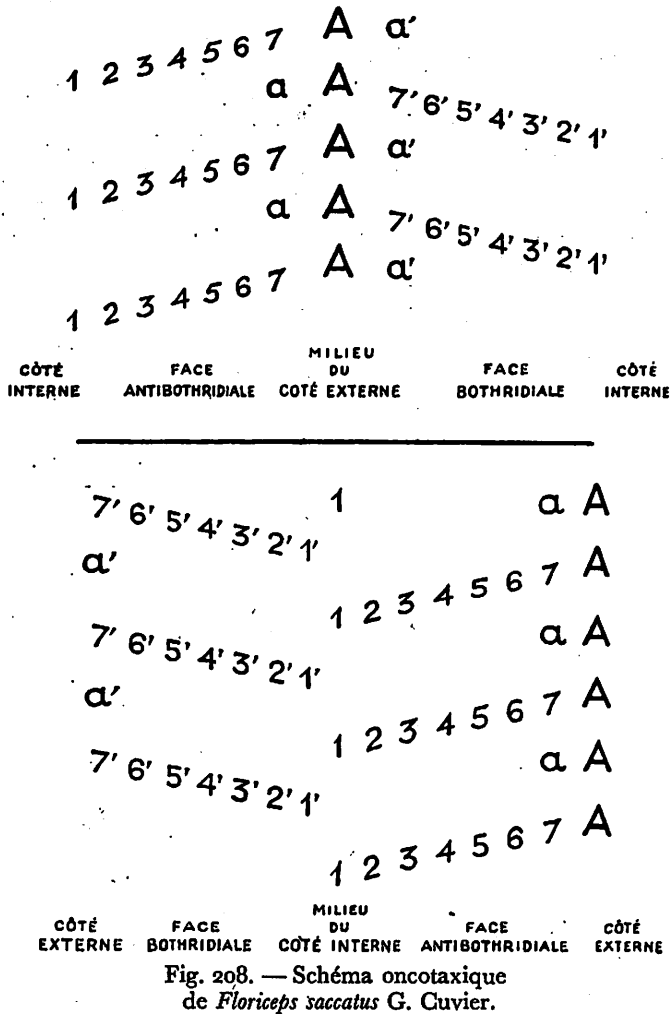 1 2 3 4 5 6 7 A a'
a A 7' 6' 5' 4' 3' 2' 1'
1 2 3 4 5 6 7 A a'
a A 7' 6' 5' 4' 3' 2' 1'
1 2 3 4 5 6 7 A a'
CÔTÉ INTERNE
FACE ANTIBOTHRIDIALE
MILIEU DU COTÉ EXTERNE
FACE BOTHRIDIALE
CÔTÉ INTERNE
7' 6' 5' 4' 3' 2' 1' 1 a A
a' 1 2 3 4 5 6 7 A
7' 6' 5' 4' 3' 2' 1' a A
a' 1 2 3 4 5 6 7 A
7' 6' 5' 4' 3' 2' 1' a A
1 2 3 4 5 6 7 A
CÔTÉ EXTERNE
FACE BOTHRIDIALE
MILIEU DU CÔTÉ INTERNE
FACE ANTIBOTHRIDIALE
CÔTÉ EXTERNE
Fig. 208. — Schéma oncotaxique
de Floriceps saccatus G. Cuvier.